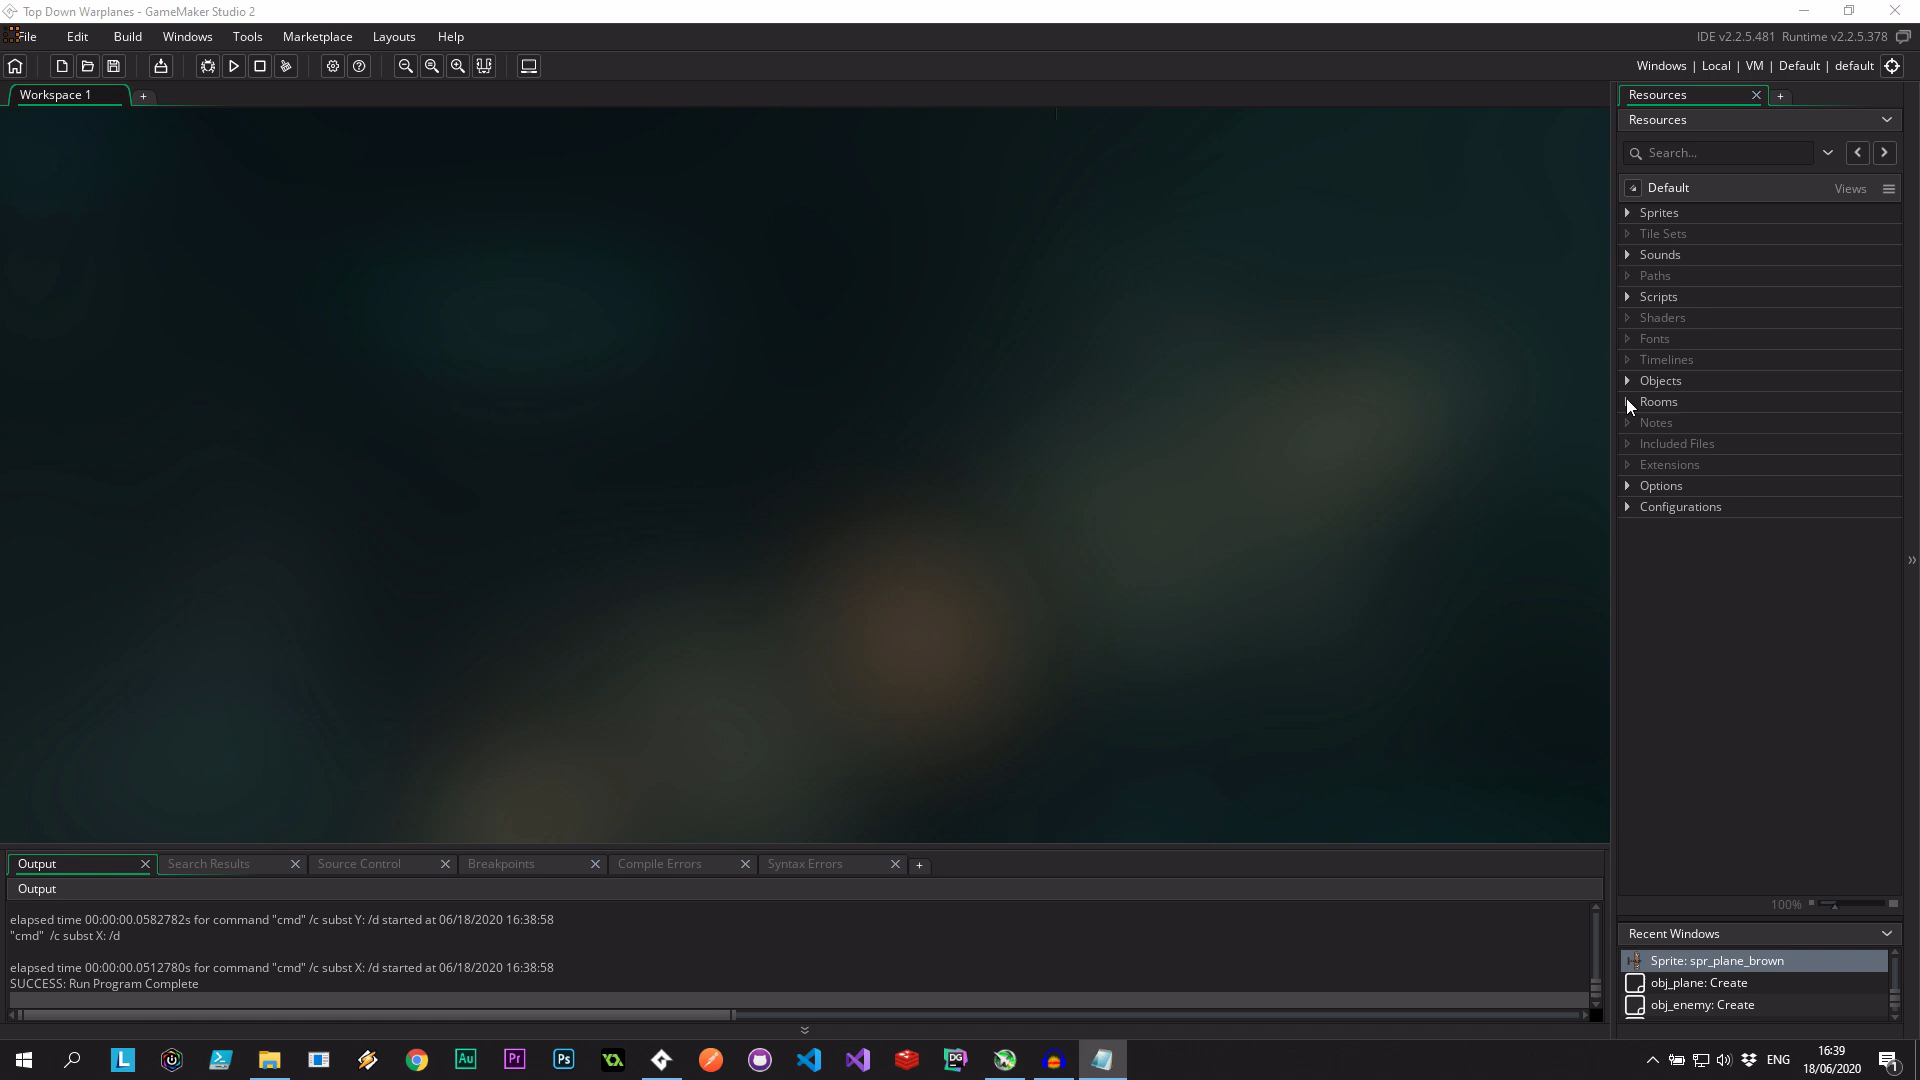 Top Down Warplanes - GameMaker Studio 2
File Edit Build Windows Tools Marketplace Layouts Help
IDE v2.2.5.481 Runtime v2.2.5.378
Windows | Local | VM | Default | default
Workspace 1
Resources
Resources
Search...
Default Views
Sprites
Tile Sets
Sounds
Paths
Scripts
Shaders
Fonts
Timelines
Objects
Rooms
Notes
Included Files
Extensions
Options
Configurations
100%
Recent Windows
Sprite: spr_plane_brown
obj_plane: Create
obj_enemy: Create
Output Search Results Source Control Breakpoints Compile Errors Syntax Errors
Output
elapsed time 00:00:00.0582782s for command "cmd" /c subst Y: /d started at 06/18/2020 16:38:58
"cmd"  /c subst X: /d
elapsed time 00:00:00.0512780s for command "cmd" /c subst X: /d started at 06/18/2020 16:38:58
SUCCESS: Run Program Complete
L Au Pr Ps DG ENG
16:39
18/06/2020
1